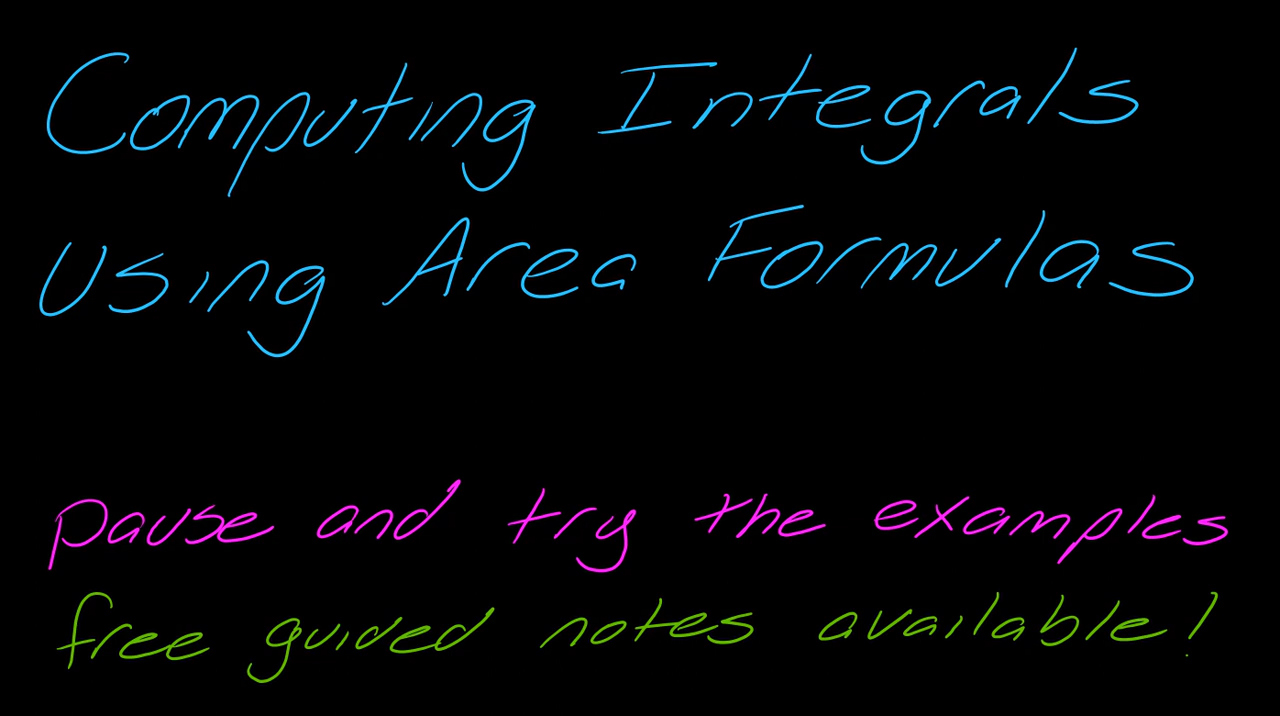 Computing Integrals
Using Area Formulas
pause and try the examples
free guided notes available!